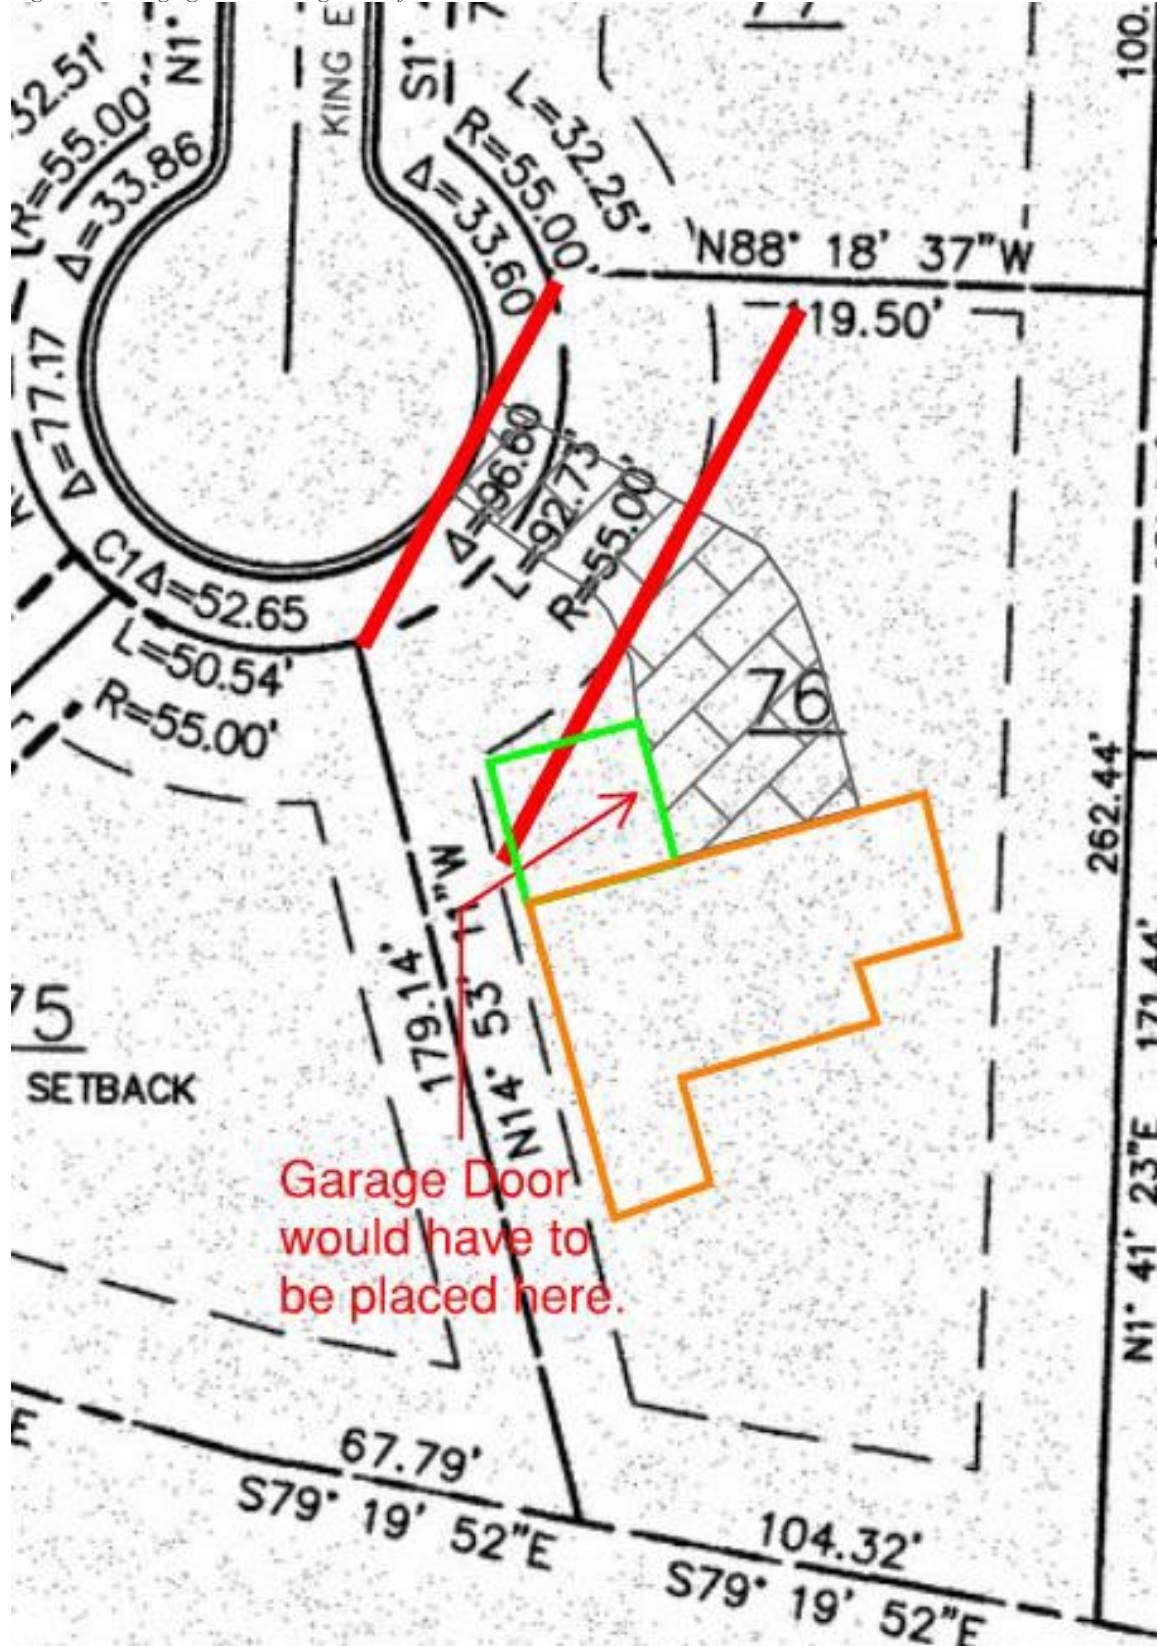 77
100.
KING E
N1°
S1°
7
32.51'
R=55.00'
Δ=33.86
L=32.25'
R=55.00'
Δ=33.60
N88° 18' 37"W
119.50'
Δ=77.17
Δ=96.60
L=92.73'
R=55.00'
C1
Δ=52.65
L=50.54'
R=55.00'
76
262.44'
N14° 53' 11"W
179.14'
75
SETBACK
N1° 41' 23"E 171.44'
Garage Door
would have to
be placed here.
E
67.79'
S79° 19' 52"E
104.32'
S79° 19' 52"E